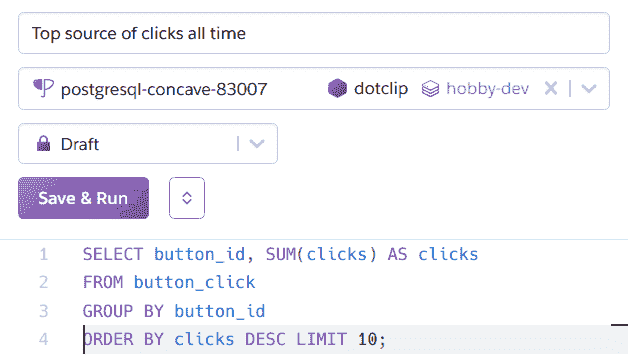 Top source of clicks all time
postgresql-concave-83007 dotclip hobby-dev
Draft
Save & Run
1 SELECT button_id, SUM(clicks) AS clicks
2 FROM button_click
3 GROUP BY button_id
4 ORDER BY clicks DESC LIMIT 10;